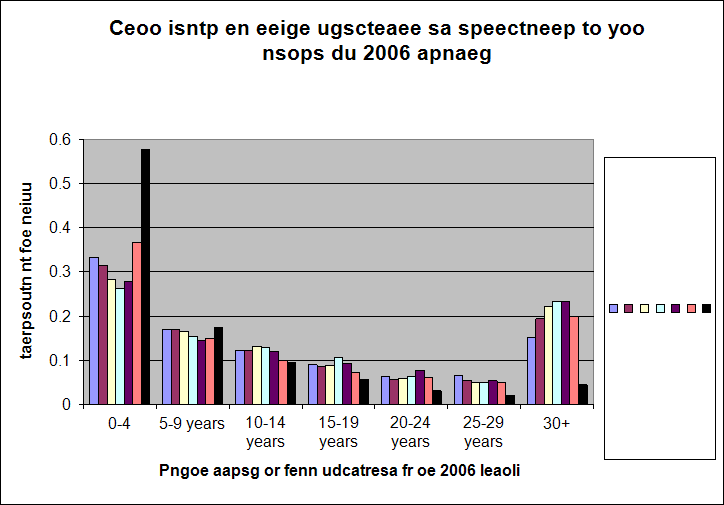 Ceoo isntp en eeige ugscteaee sa speectneep to yoo
nsops du 2006 apnaeg
taerpsoutn nt foe neiuu
0.6
0.5
0.4
0.3
0.2
0.1
0
0-4
5-9 years
10-14
years
15-19
years
20-24
years
25-29
years
30+
Pngoe aapsg or fenn udcatresa fr oe 2006 leaoli